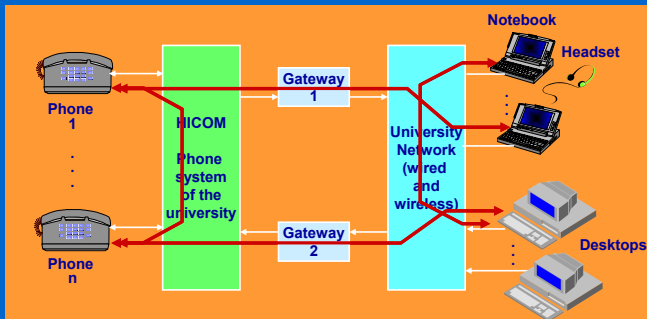 Notebook
Headset
Phone
1
.
.
.
Phone
n
HICOM
Phone
system
of the
university
Gateway
1
Gateway
2
University
Network
(wired
and
wireless)
.
.
.
Desktops
.
.
.